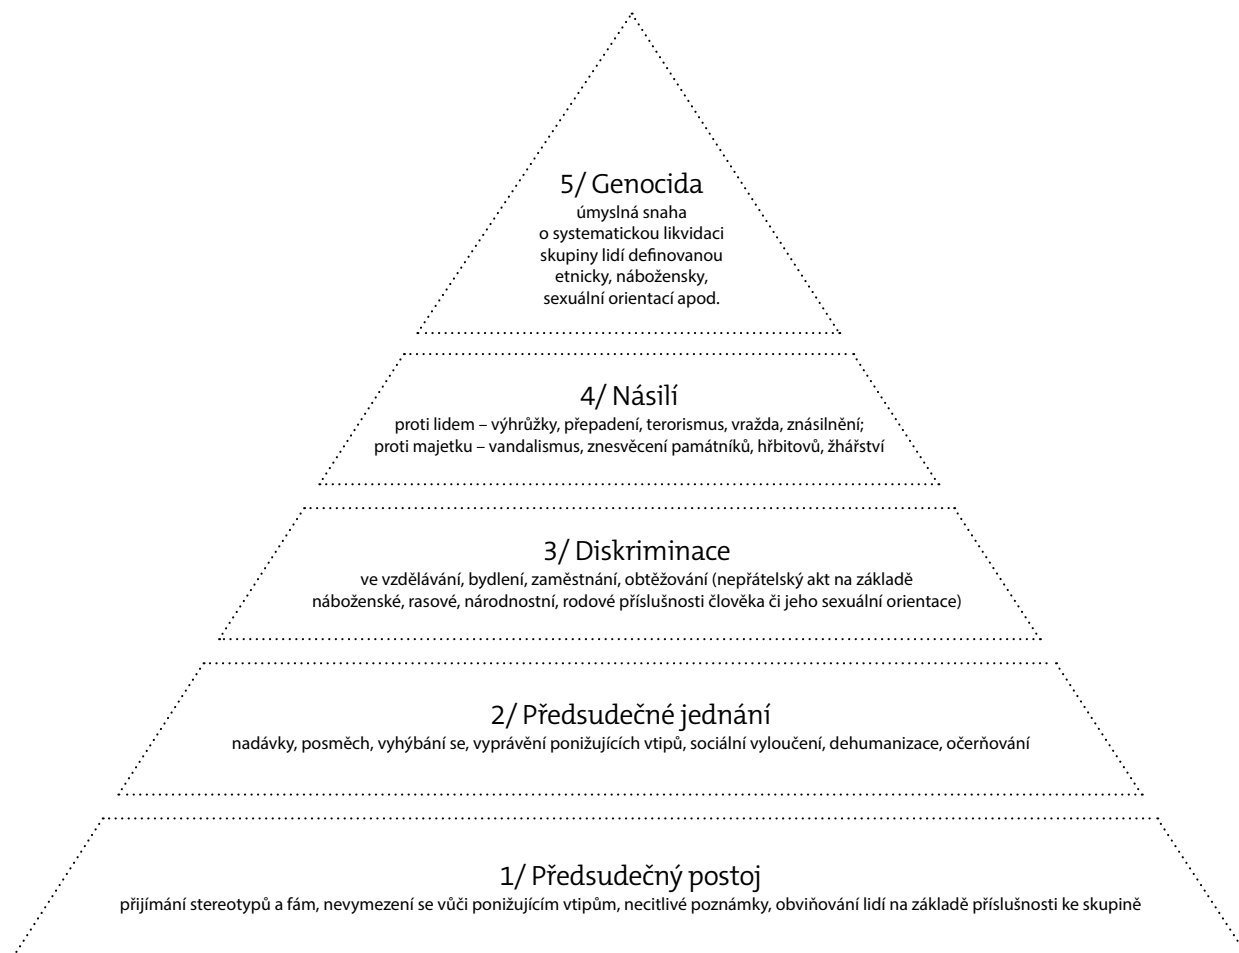 5/ Genocida
úmyslná snaha
o systematickou likvidaci
skupiny lidí definovanou
etnicky, nábožensky,
sexuální orientací apod.
4/ Násilí
proti lidem – výhrůžky, přepadení, terorismus, vražda, znásilnění;
proti majetku – vandalismus, znesvěcení památníků, hřbitovů, žhářství
3/ Diskriminace
ve vzdělávání, bydlení, zaměstnání, obtěžování (nepřátelský akt na základě
náboženské, rasové, národnostní, rodové příslušnosti člověka či jeho sexuální orientace)
2/ Předsudečné jednání
nadávky, posměch, vyhýbání se, vyprávění ponižujících vtipů, sociální vyloučení, dehumanizace, očerňování
1/ Předsudečný postoj
přijímání stereotypů a fám, nevymezení se vůči ponižujícím vtipům, necitlivé poznámky, obviňování lidí na základě příslušnosti ke skupině